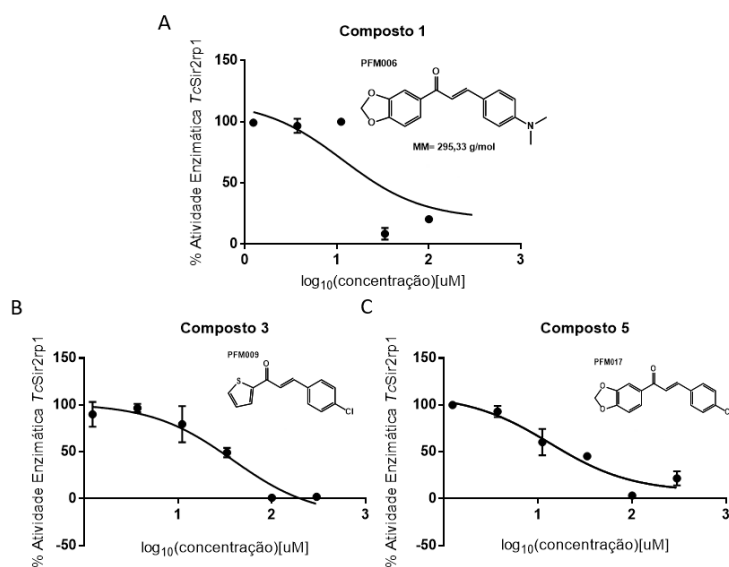 A
Composto 1
PFM006
O
O
O
N
MM= 295,33 g/mol
% Atividade Enzimática TcSir2rp1
150
100
50
0
0
1
2
3
log10(concentração)[uM]
B
Composto 3
PFM009
O
S
Cl
% Atividade Enzimática TcSir2rp1
150
100
50
0
-50
1
2
3
log10(concentração)[uM]
C
Composto 5
PFM017
O
O
O
% Atividade Enzimática TcSir2rp1
150
100
50
0
-50
1
2
3
log10(concentração)[uM]